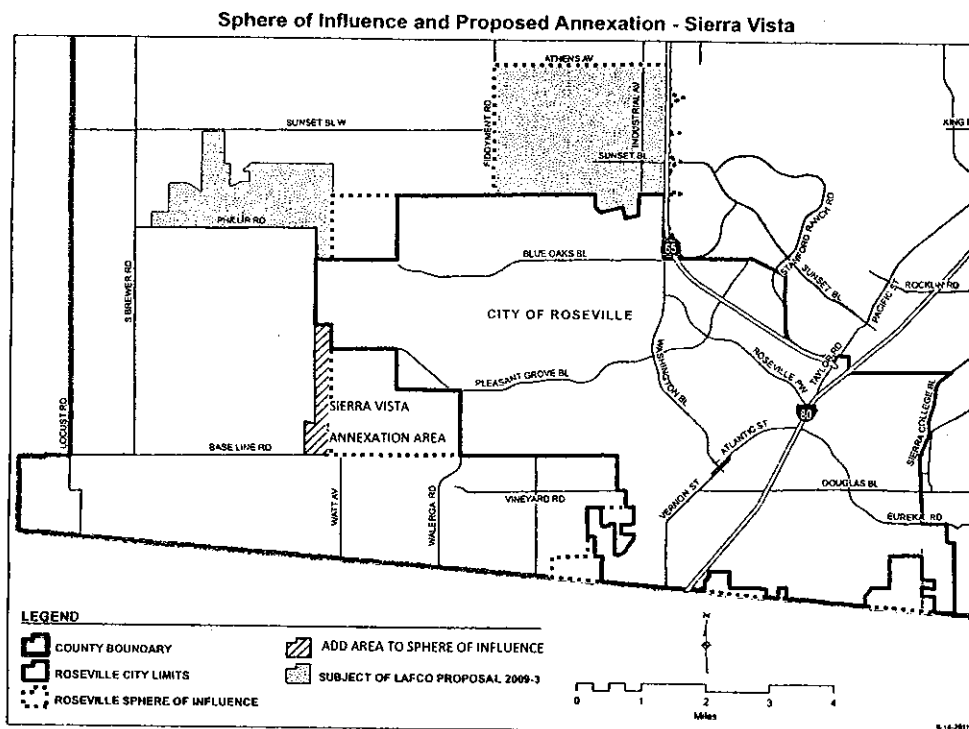 Sphere of Influence and Proposed Annexation - Sierra Vista
ATHENS AV
FIDDYMENT RD
INDUSTRIAL AV
SUNSET BL W
SUNSET BL
PHILLIP RD
S BREWER RD
LOCUST RD
BLUE OAKS BL
CITY OF ROSEVILLE
STANFORD RANCH RD
SUNSET BL
PACIFIC ST
ROCKLIN RD
WASHINGTON BL
ROSEVILLE PW
TAYLOR RD
PLEASANT GROVE BL
80
SIERRA VISTA
ANNEXATION AREA
BASE LINE RD
ATLANTIC ST
SIERRA COLLEGE BL
WATT AV
WALERGA RD
VINEYARD RD
VERNON ST
DOUGLAS BL
EUREKA RD
LEGEND
COUNTY BOUNDARY
ROSEVILLE CITY LIMITS
ROSEVILLE SPHERE OF INFLUENCE
ADD AREA TO SPHERE OF INFLUENCE
SUBJECT OF LAFCO PROPOSAL 2009-3
0 1 2 3 4
Miles